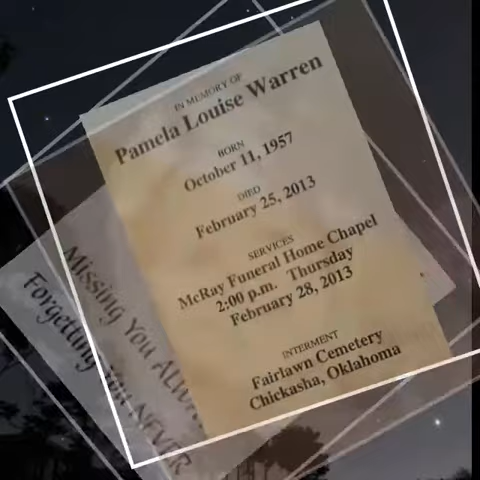 IN MEMORY OF
Pamela Louise Warren
BORN
October 11, 1957
DIED
February 25, 2013
SERVICES
McRay Funeral Home Chapel
2:00 p.m. Thursday
February 28, 2013
INTERMENT
Fairlawn Cemetery
Chickasha, Oklahoma
Missing You ALWAYS
Forgetting You NEVER